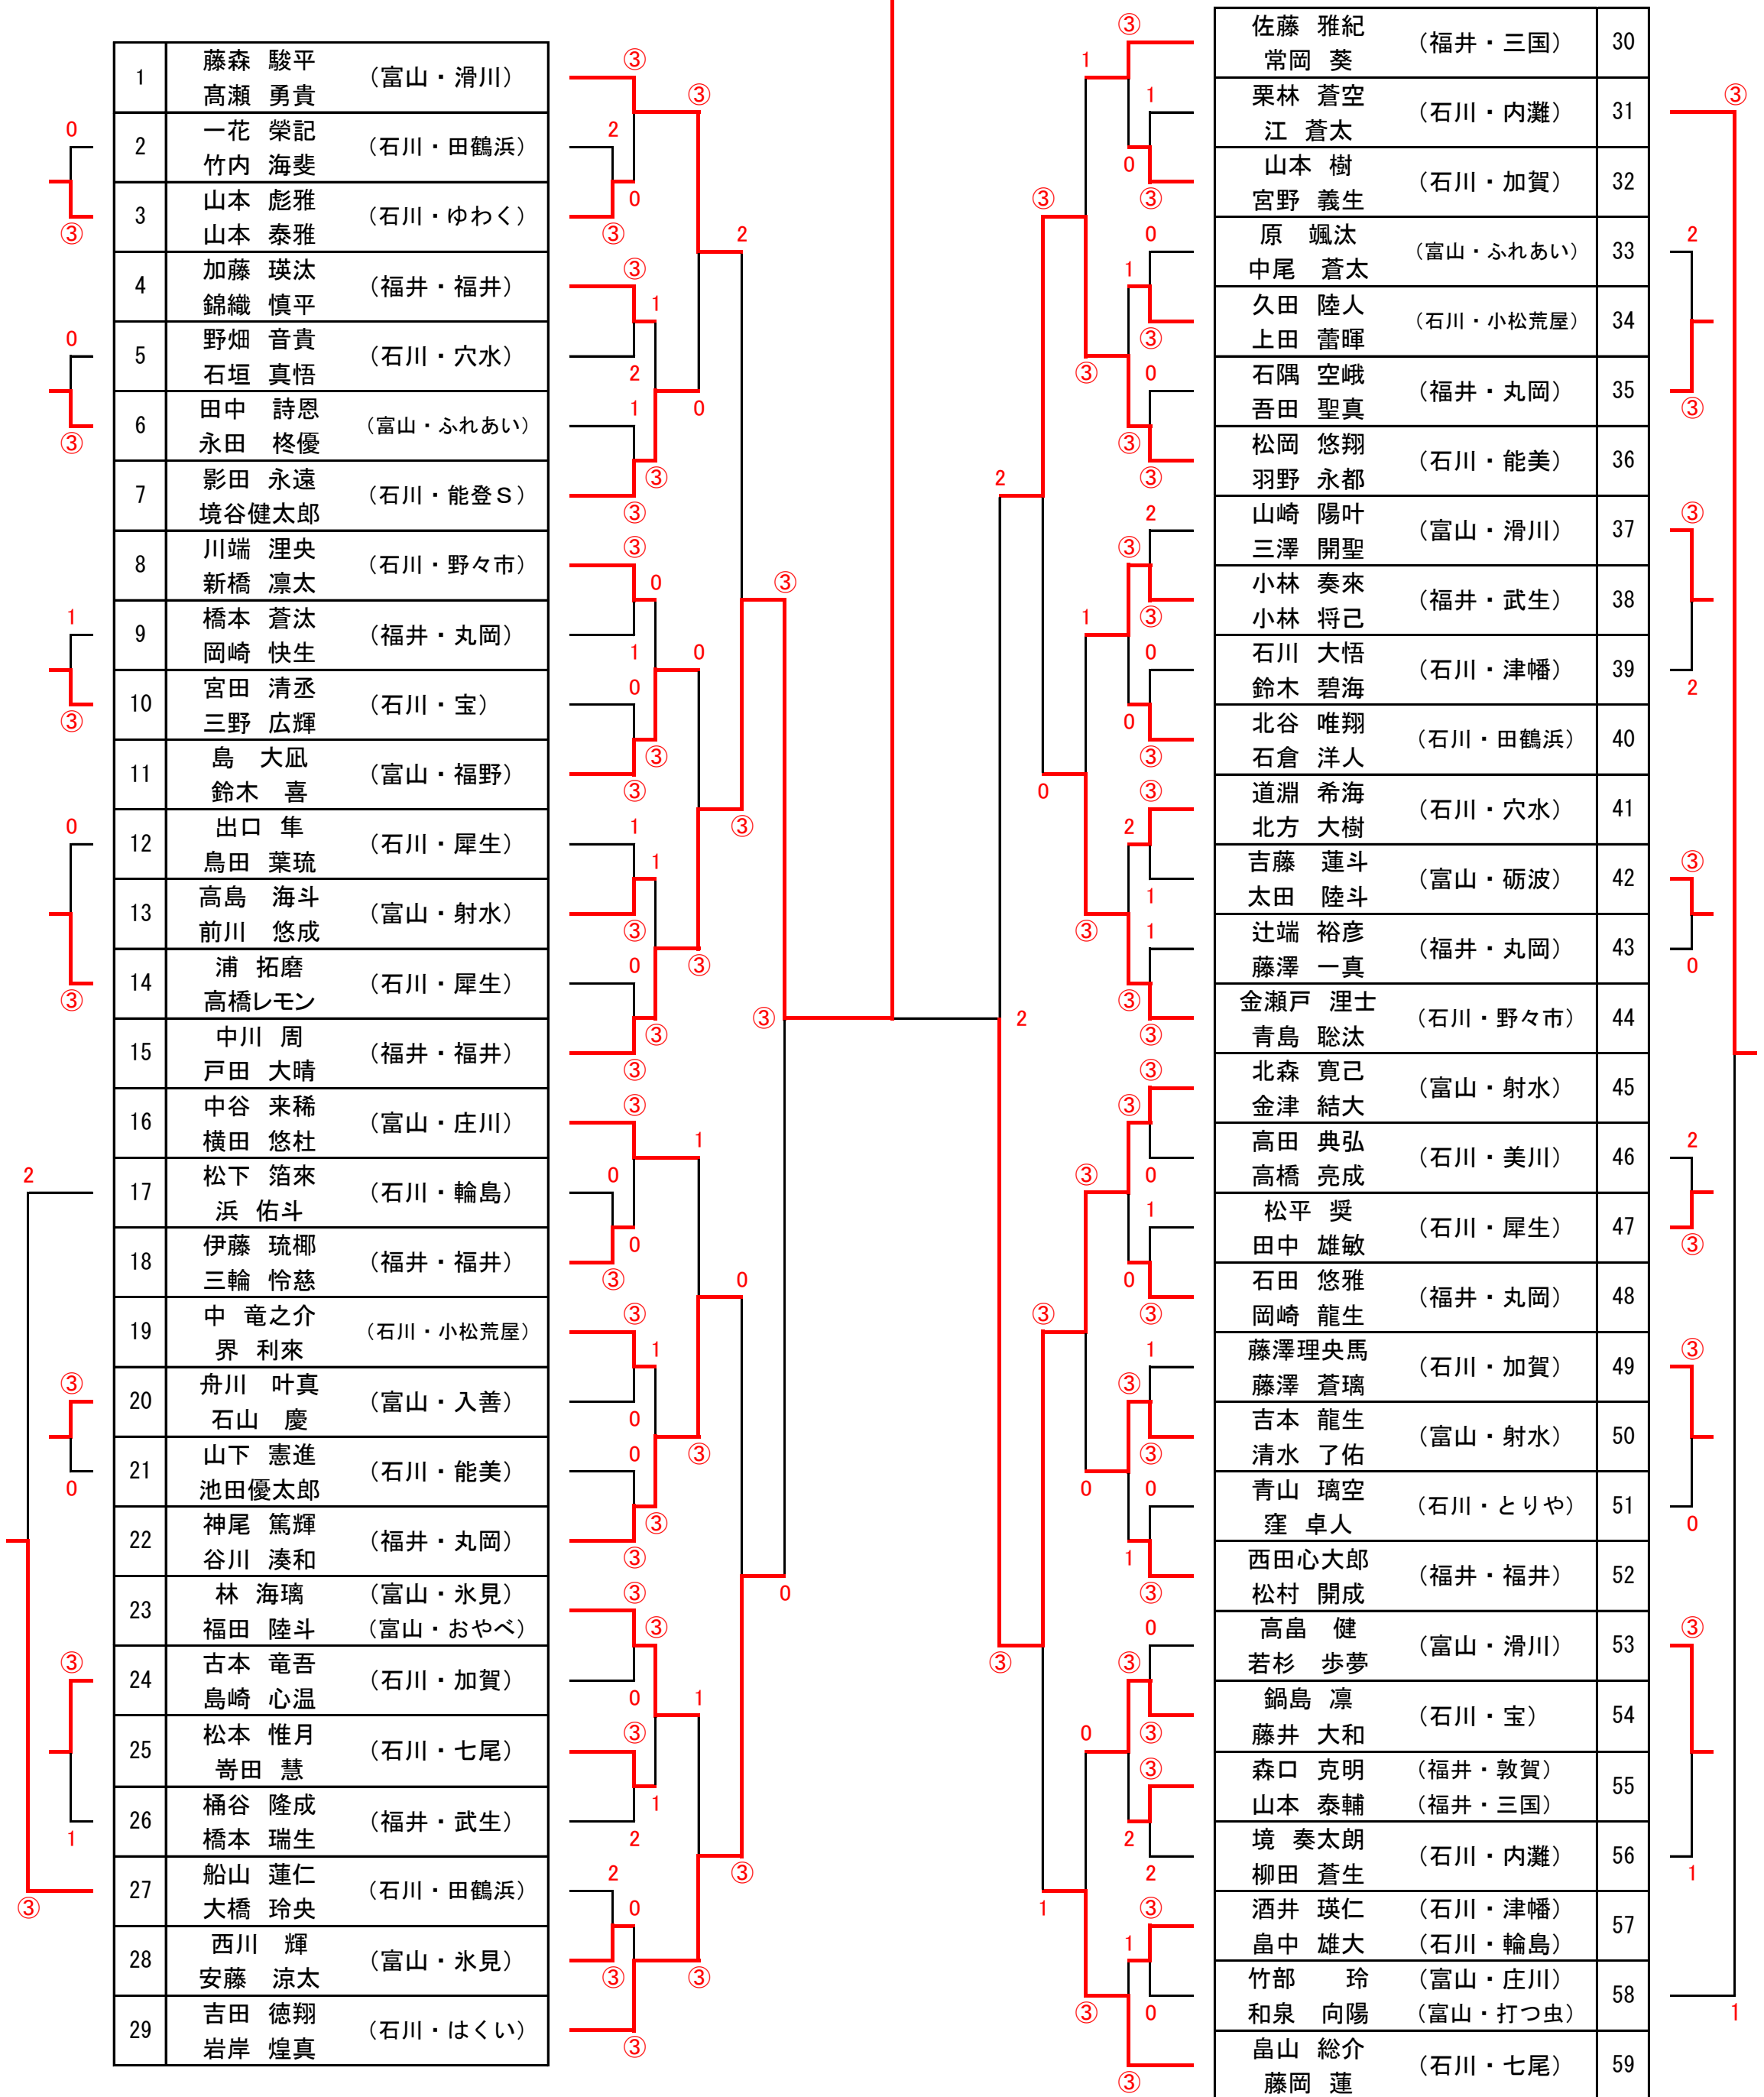 1 藤森 駿平 (富山・滑川)
髙瀬 勇貴
2 一花 榮記 (石川・田鶴浜)
竹内 海斐
3 山本 彪雅 (石川・ゆわく)
山本 泰雅
4 加藤 瑛汰 (福井・福井)
錦織 慎平
5 野畑 音貴 (石川・穴水)
石垣 真悟
6 田中 詩恩 (富山・ふれあい)
永田 柊優
7 影田 永遠 (石川・能登S)
境谷健太郎
8 川端 浬央 (石川・野々市)
新橋 凛太
9 橋本 蒼汰 (福井・丸岡)
岡崎 快生
10 宮田 清丞 (石川・宝)
三野 広輝
11 島 大凪 (富山・福野)
鈴木 喜
12 出口 隼 (石川・犀生)
鳥田 葉琉
13 高島 海斗 (富山・射水)
前川 悠成
14 浦 拓磨 (石川・犀生)
高橋レモン
15 中川 周 (福井・福井)
戸田 大晴
16 中谷 来稀 (富山・庄川)
横田 悠杜
17 松下 箔來 (石川・輪島)
浜 佑斗
18 伊藤 琉椰 (福井・福井)
三輪 怜慈
19 中 竜之介 (石川・小松荒屋)
界 利來
20 舟川 叶真 (富山・入善)
石山 慶
21 山下 憲進 (石川・能美)
池田優太郎
22 神尾 篤輝 (福井・丸岡)
谷川 湊和
23 林 海璃 (富山・氷見)
福田 陸斗 (富山・おやべ)
24 古本 竜吾 (石川・加賀)
島崎 心温
25 松本 惟月 (石川・七尾)
嵜田 慧
26 桶谷 隆成 (福井・武生)
橋本 瑞生
27 船山 蓮仁 (石川・田鶴浜)
大橋 玲央
28 西川 輝 (富山・氷見)
安藤 涼太
29 吉田 徳翔 (石川・はくい)
岩岸 煌真
佐藤 雅紀 (福井・三国) 30
常岡 葵
栗林 蒼空 (石川・内灘) 31
江 蒼太
山本 樹 (石川・加賀) 32
宮野 義生
原 颯汰 (富山・ふれあい) 33
中尾 蒼太
久田 陸人 (石川・小松荒屋) 34
上田 蕾暉
石隅 空峨 (福井・丸岡) 35
吾田 聖真
松岡 悠翔 (石川・能美) 36
羽野 永都
山崎 陽叶 (富山・滑川) 37
三澤 開聖
小林 奏來 (福井・武生) 38
小林 将己
石川 大悟 (石川・津幡) 39
鈴木 碧海
北谷 唯翔 (石川・田鶴浜) 40
石倉 洋人
道淵 希海 (石川・穴水) 41
北方 大樹
吉藤 蓮斗 (富山・砺波) 42
太田 陸斗
辻端 裕彦 (福井・丸岡) 43
藤澤 一真
金瀬戸 浬士 (石川・野々市) 44
青島 聡汰
北森 寛己 (富山・射水) 45
金津 結大
高田 典弘 (石川・美川) 46
高橋 亮成
松平 奨 (石川・犀生) 47
田中 雄敏
石田 悠雅 (福井・丸岡) 48
岡崎 龍生
藤澤理央馬 (石川・加賀) 49
藤澤 蒼璃
吉本 龍生 (富山・射水) 50
清水 了佑
青山 璃空 (石川・とりや) 51
窪 卓人
西田心大郎 (福井・福井) 52
松村 開成
高畠 健 (富山・滑川) 53
若杉 歩夢
鍋島 凛 (石川・宝) 54
藤井 大和
森口 克明 (福井・敦賀) 55
山本 泰輔 (福井・三国)
境 奏太朗 (石川・内灘) 56
柳田 蒼生
酒井 瑛仁 (石川・津幡) 57
畠中 雄大 (石川・輪島)
竹部 玲 (富山・庄川) 58
和泉 向陽 (富山・打つ虫)
畠山 総介 (石川・七尾) 59
藤岡 蓮